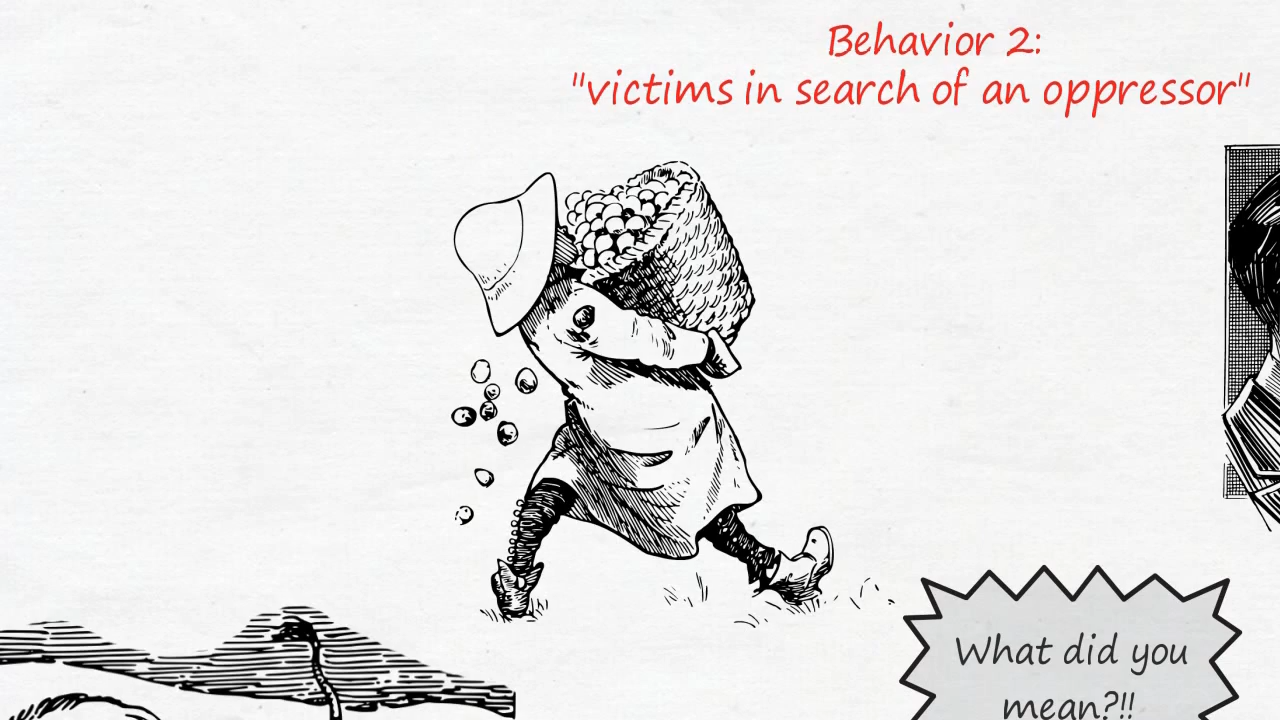 Behavior 2:
"victims in search of an oppressor"
What did you
mean?!!